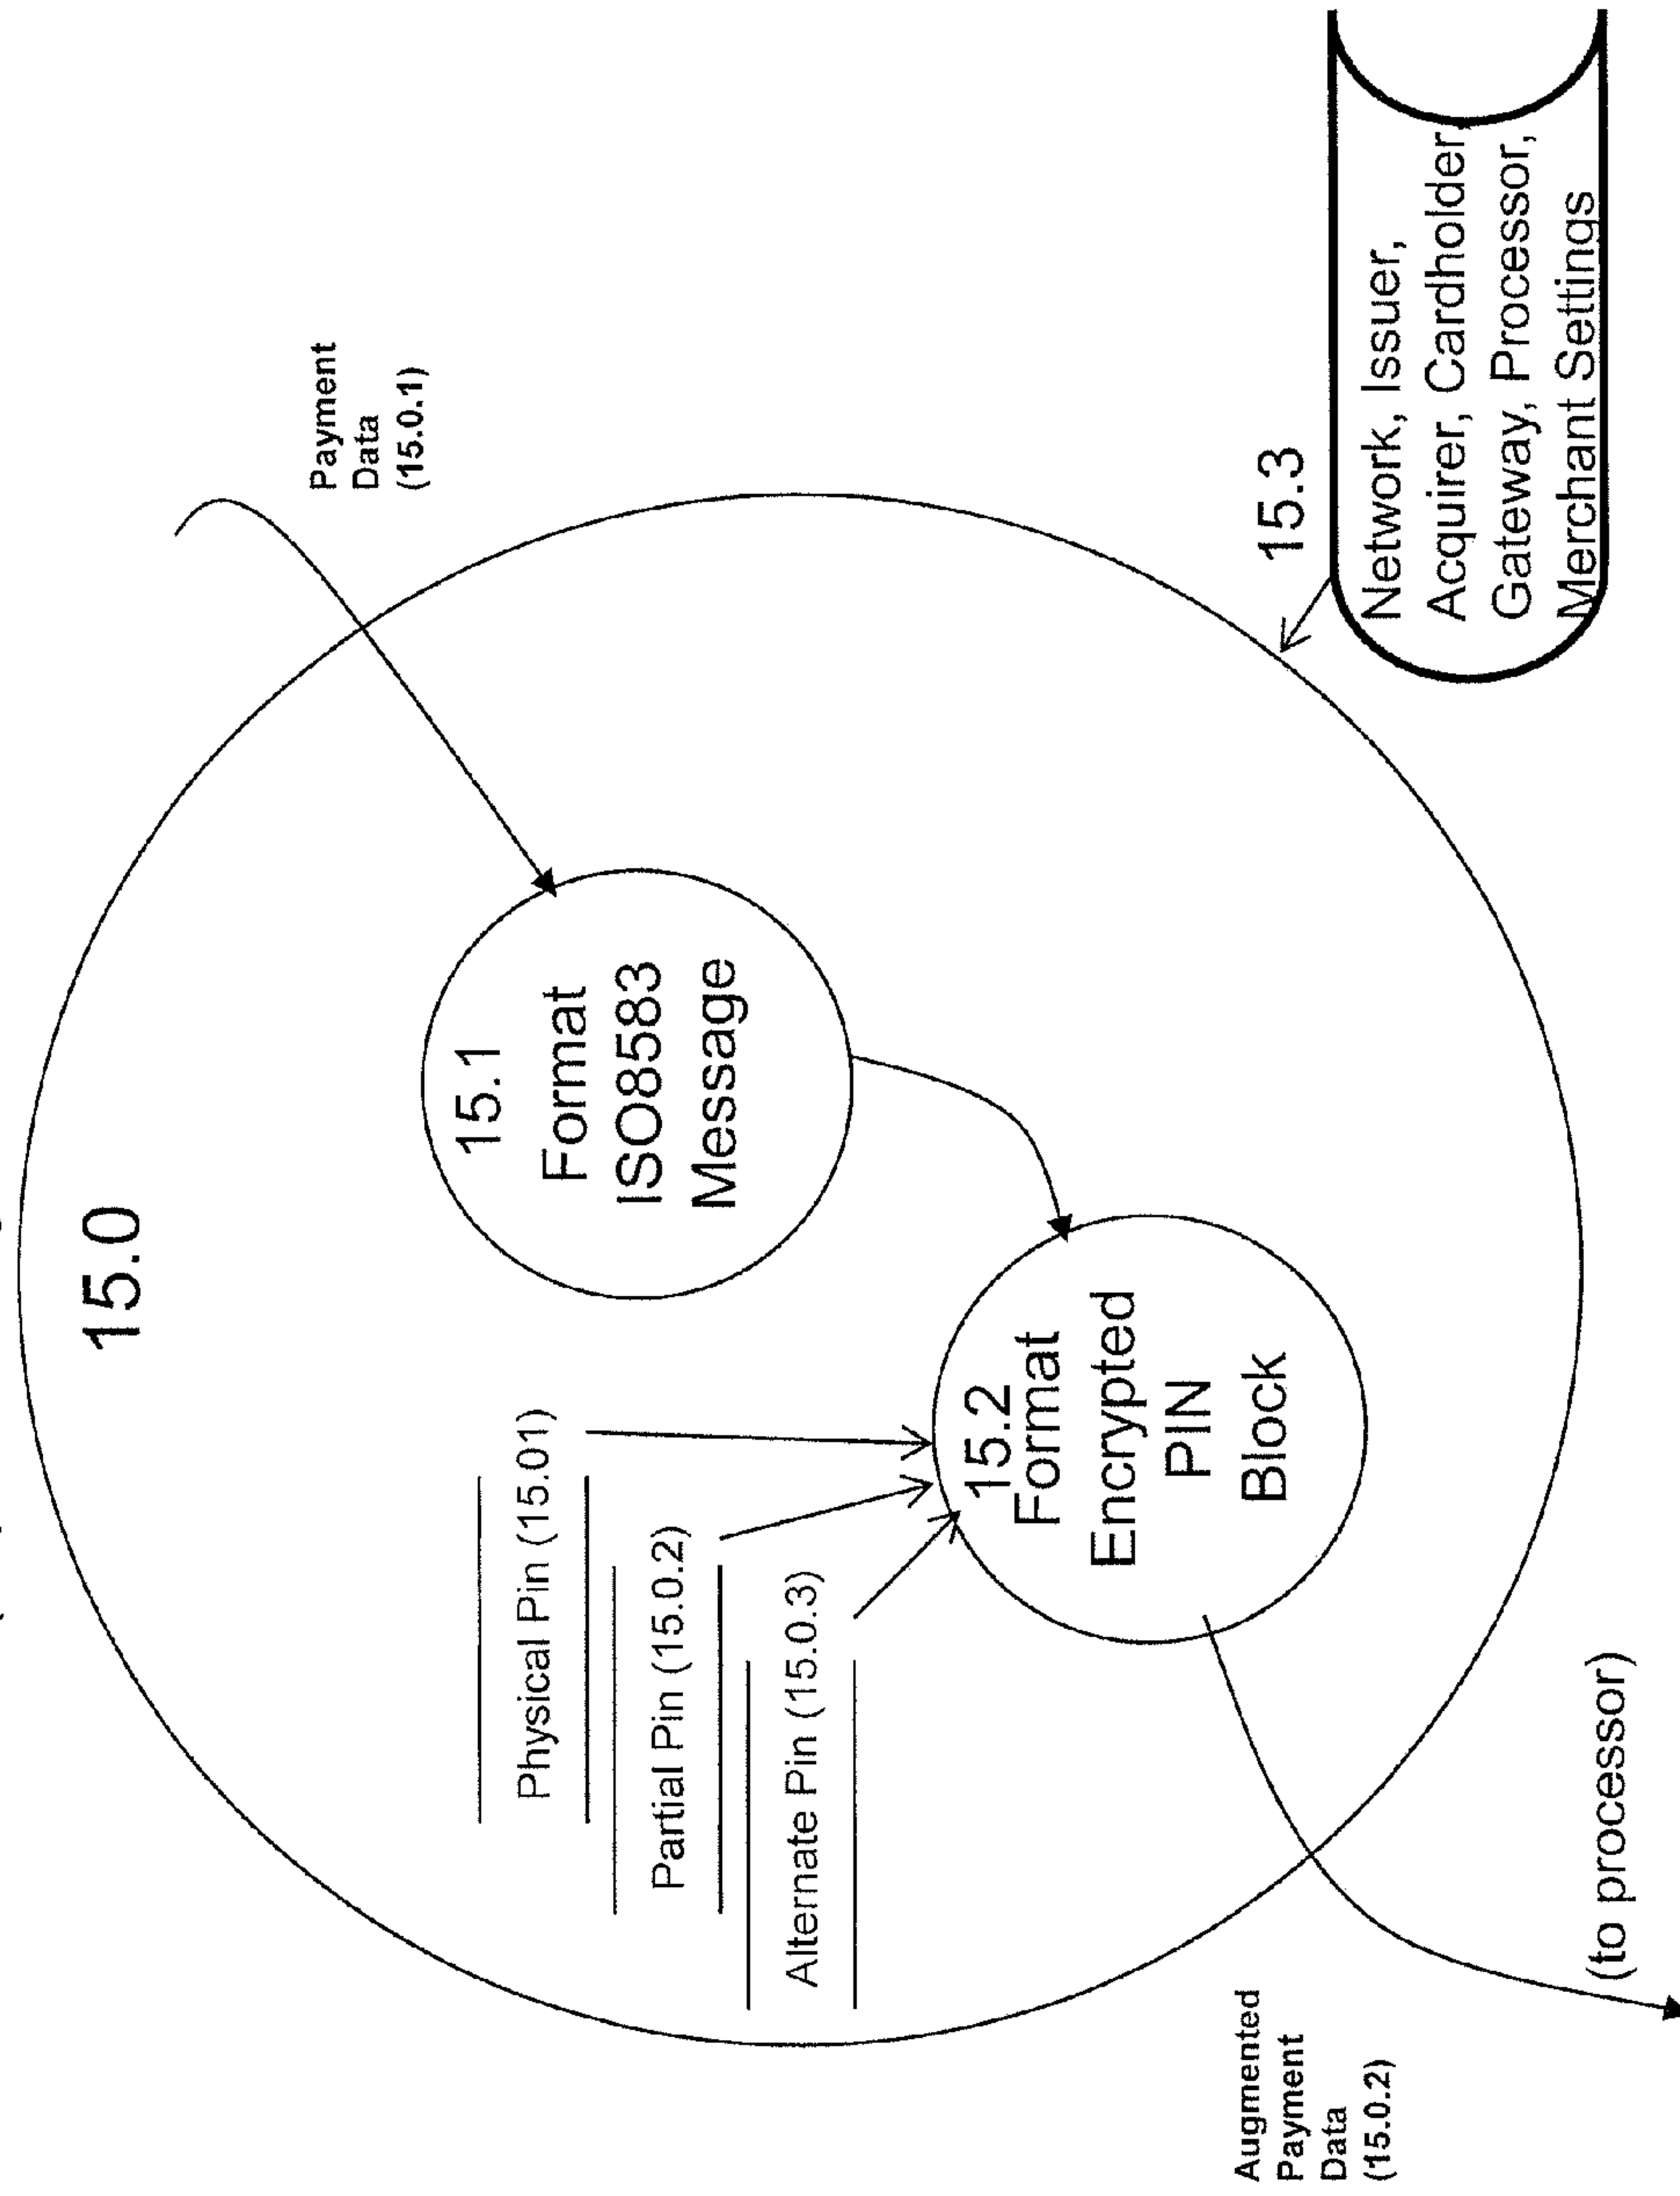 15.0
Payment
Data
(15.0.1)
15.1
Format
ISO8583
Message
Physical Pin (15.01)
Partial Pin (15.0.2)
Alternate Pin (15.0.3)
15.2
Format
Encrypted
PIN
Block
15.3
Network, Issuer,
Acquirer, Cardholder,
Gateway, Processor,
Merchant Settings
Augmented
Payment
Data
(15.0.2)
(to processor)